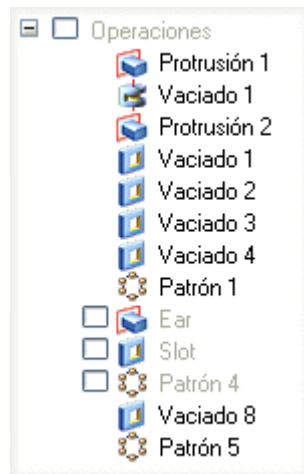 Operaciones
Protrusión 1
Vaciado 1
Protrusión 2
Vaciado 1
Vaciado 2
Vaciado 3
Vaciado 4
Patrón 1
Ear
Slot
Patrón 4
Vaciado 8
Patrón 5